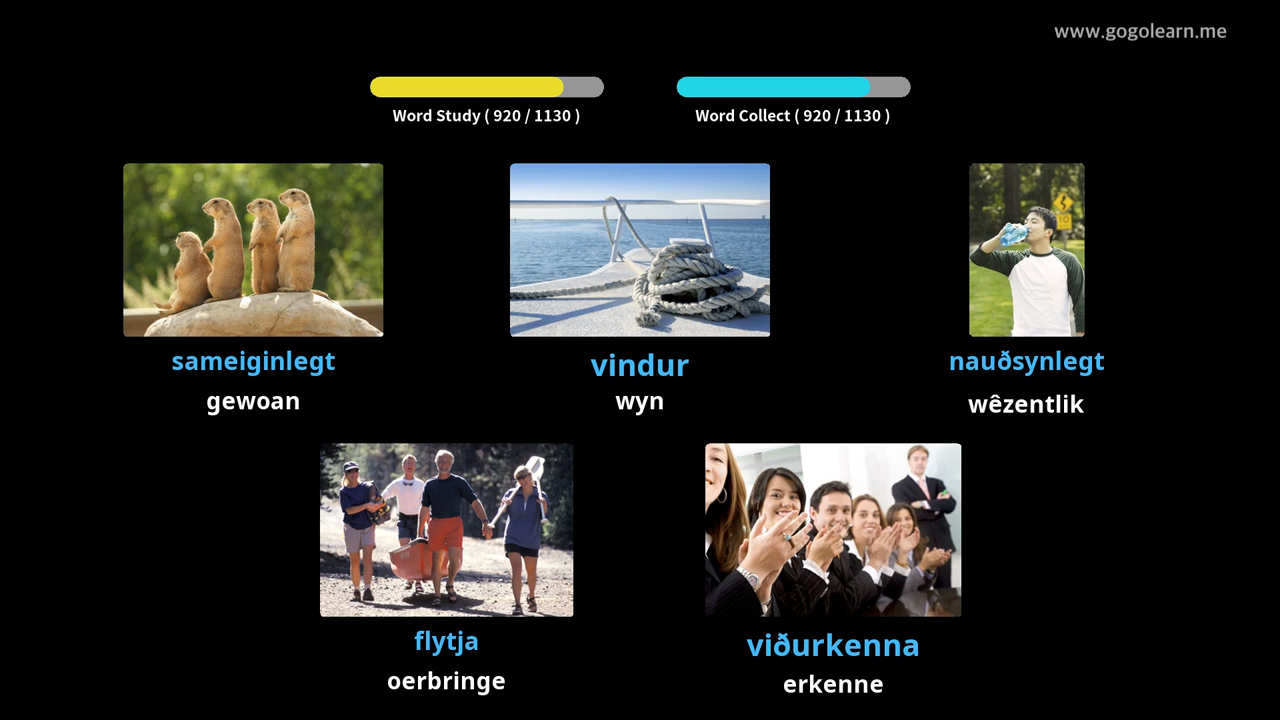 www.gogolearn.me
Word Study ( 920 / 1130 )
Word Collect ( 920 / 1130 )
sameiginlegt
gewoan
vindur
wyn
nauðsynlegt
wêzentlik
flytja
oerbringe
viðurkenna
erkenne